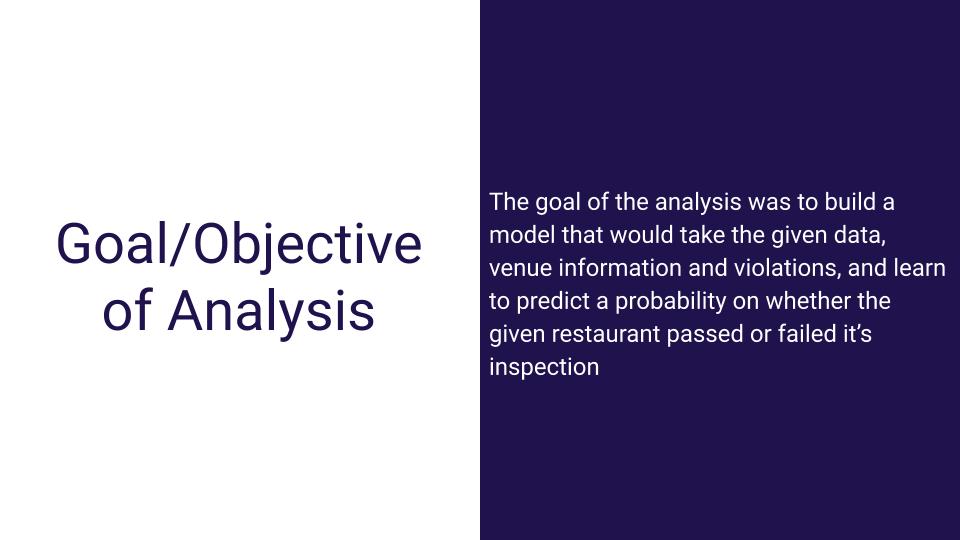 Goal/Objective
of Analysis
The goal of the analysis was to build a
model that would take the given data,
venue information and violations, and learn
to predict a probability on whether the
given restaurant passed or failed it’s
inspection